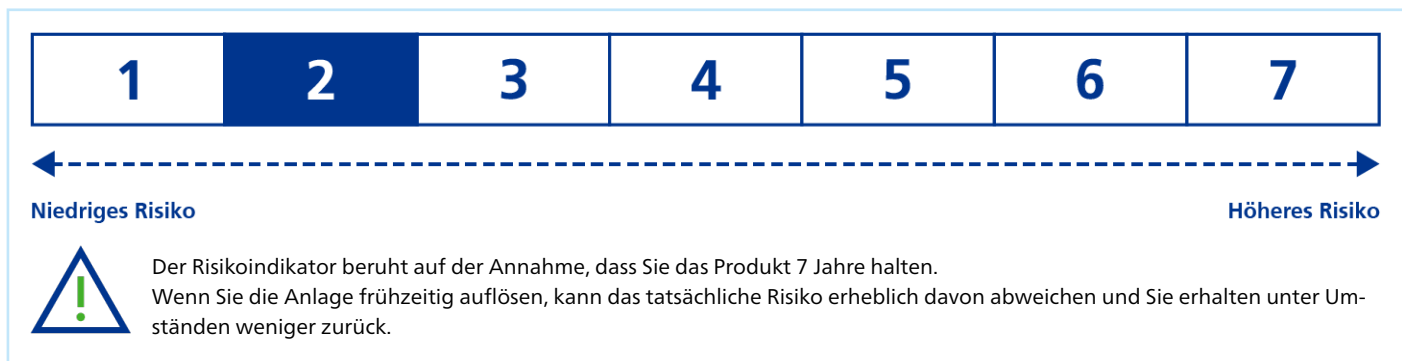 1 2 3 4 5 6 7
Niedriges Risiko Höheres Risiko
Der Risikoindikator beruht auf der Annahme, dass Sie das Produkt 7 Jahre halten.
Wenn Sie die Anlage frühzeitig auflösen, kann das tatsächliche Risiko erheblich davon abweichen und Sie erhalten unter Um-
ständen weniger zurück.